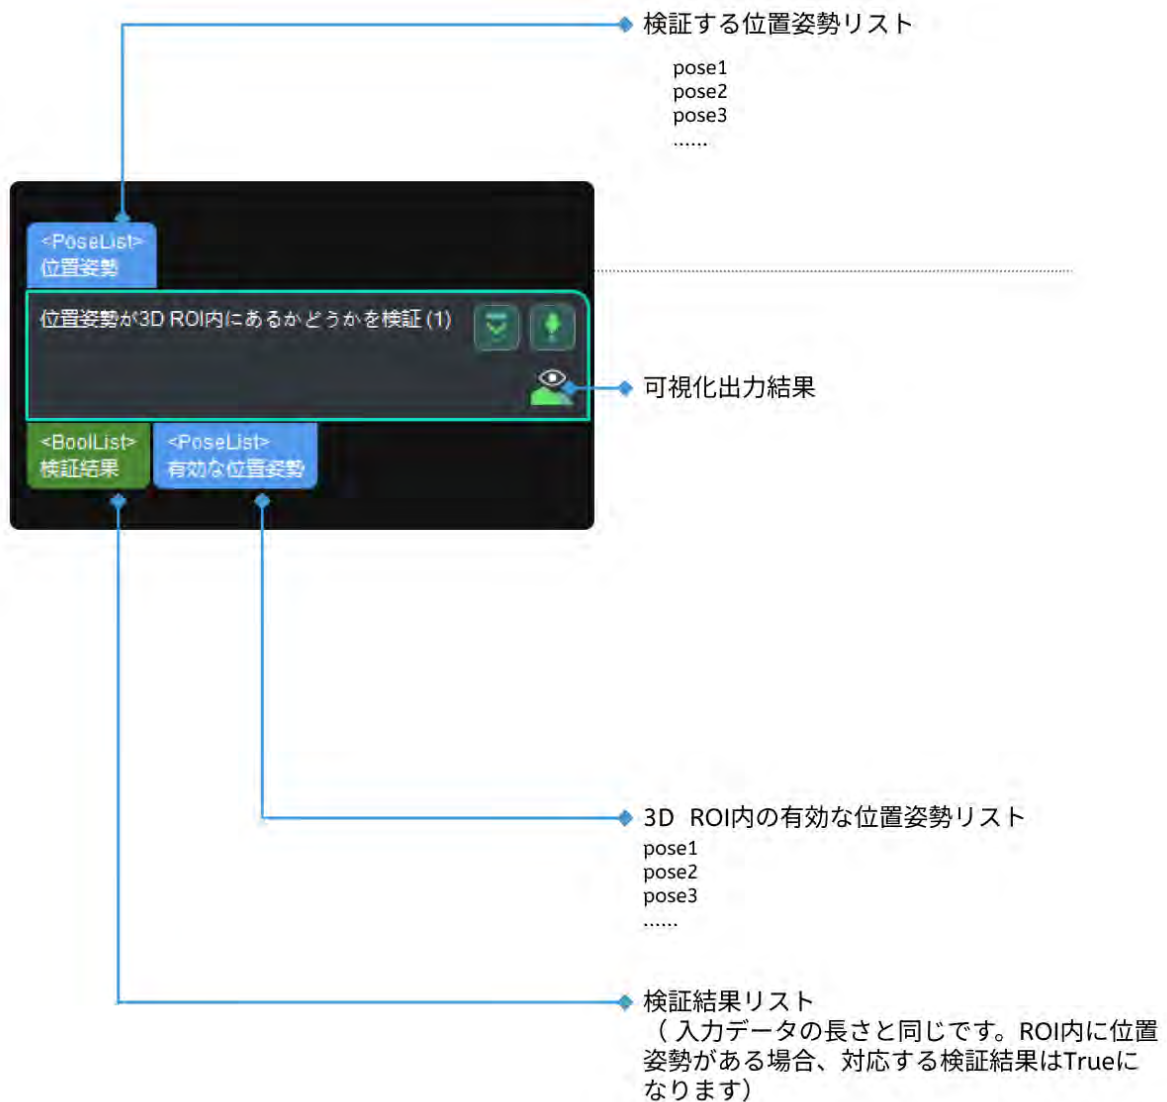 検証する位置姿勢リスト
pose1
pose2
pose3
......
<PoseList>
位置姿勢
位置姿勢が3D ROI内にあるかどうかを検証 (1)
可視化出力結果
<BoolList>
検証結果
<PoseList>
有効な位置姿勢
3D ROI内の有効な位置姿勢リスト
pose1
pose2
pose3
......
検証結果リスト
（ 入力データの長さと同じです。ROI内に位置
姿勢がある場合、対応する検証結果はTrueに
なります）